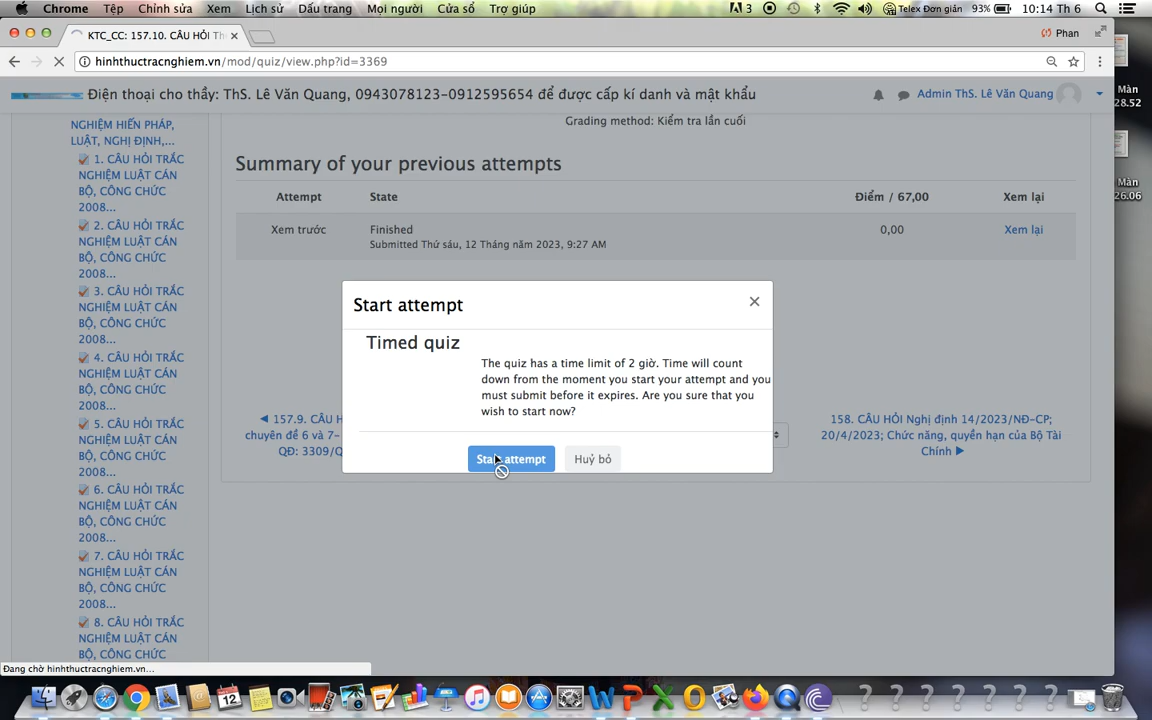 Chrome Tệp Chỉnh sửa Xem Lịch sử Dấu trang Mọi người Cửa sổ Trợ giúp 3 Telex Đơn giản 93% 10:14 Th 6
KTC_CC: 157.10. CÂU HỎI Th Phan
hinhthuctracnghiem.vn/mod/quiz/view.php?id=3369
Điện thoại cho thầy: ThS. Lê Văn Quang, 0943078123-0912595654 để được cấp kí danh và mật khẩu Admin ThS. Lê Văn Quang
Grading method: Kiểm tra lần cuối
NGHIỆM HIẾN PHÁP,
LUẬT, NGHỊ ĐỊNH,...
1. CÂU HỎI TRẮC
NGHIỆM LUẬT CÁN
BỘ, CÔNG CHỨC
2008...
2. CÂU HỎI TRẮC
NGHIỆM LUẬT CÁN
BỘ, CÔNG CHỨC
2008...
3. CÂU HỎI TRẮC
NGHIỆM LUẬT CÁN
BỘ, CÔNG CHỨC
2008...
4. CÂU HỎI TRẮC
NGHIỆM LUẬT CÁN
BỘ, CÔNG CHỨC
2008...
5. CÂU HỎI TRẮC
NGHIỆM LUẬT CÁN
BỘ, CÔNG CHỨC
2008...
6. CÂU HỎI TRẮC
NGHIỆM LUẬT CÁN
BỘ, CÔNG CHỨC
2008...
7. CÂU HỎI TRẮC
NGHIỆM LUẬT CÁN
BỘ, CÔNG CHỨC
2008...
8. CÂU HỎI TRẮC
NGHIỆM LUẬT CÁN
BỘ, CÔNG CHỨC
Summary of your previous attempts
Attempt State Điểm / 67,00 Xem lại
Xem trước Finished 0,00 Xem lại
Submitted Thứ sáu, 12 Tháng năm 2023, 9:27 AM
Start attempt
Timed quiz
The quiz has a time limit of 2 giờ. Time will count
down from the moment you start your attempt and you
must submit before it expires. Are you sure that you
wish to start now?
Start attempt Huỷ bỏ
◀ 157.9. CÂU H
chuyên đề 6 và 7-
QĐ: 3309/Q
158. CÂU HỎI Nghị định 14/2023/NĐ-CP;
20/4/2023; Chức năng, quyền hạn của Bộ Tài
Chính ▶
Màn
28.52
Màn
26.06
Đang chờ hinhthuctracnghiem.vn...
12